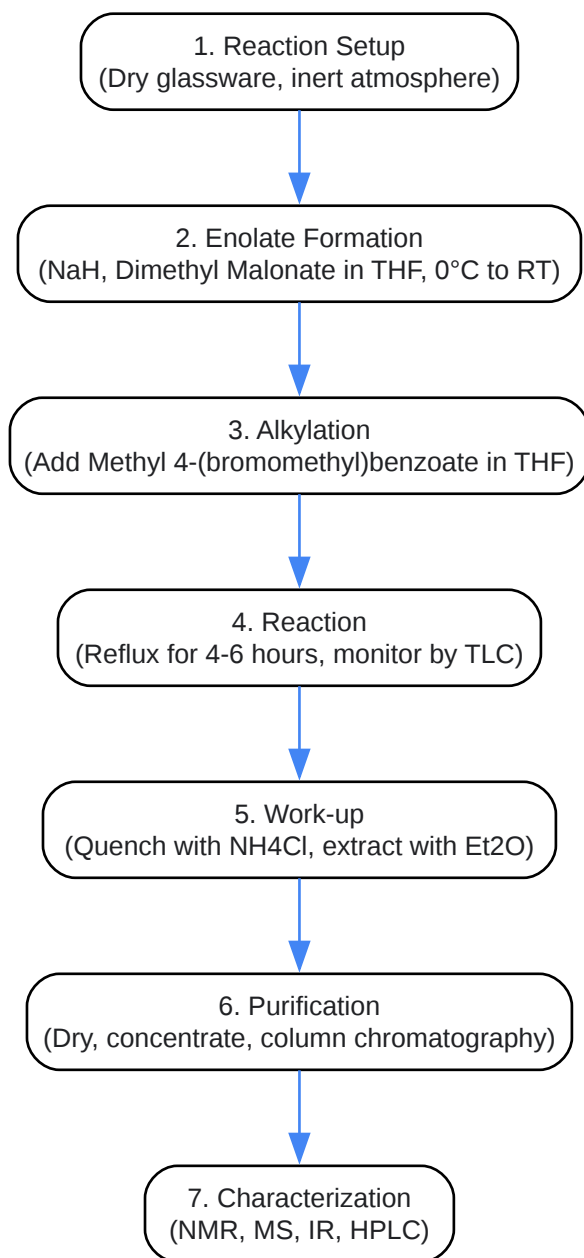 1. Reaction Setup
(Dry glassware, inert atmosphere)
2. Enolate Formation
(NaH, Dimethyl Malonate in THF, 0°C to RT)
3. Alkylation
(Add Methyl 4-(bromomethyl)benzoate in THF)
4. Reaction
(Reflux for 4-6 hours, monitor by TLC)
5. Work-up
(Quench with NH4Cl, extract with Et2O)
6. Purification
(Dry, concentrate, column chromatography)
7. Characterization
(NMR, MS, IR, HPLC)